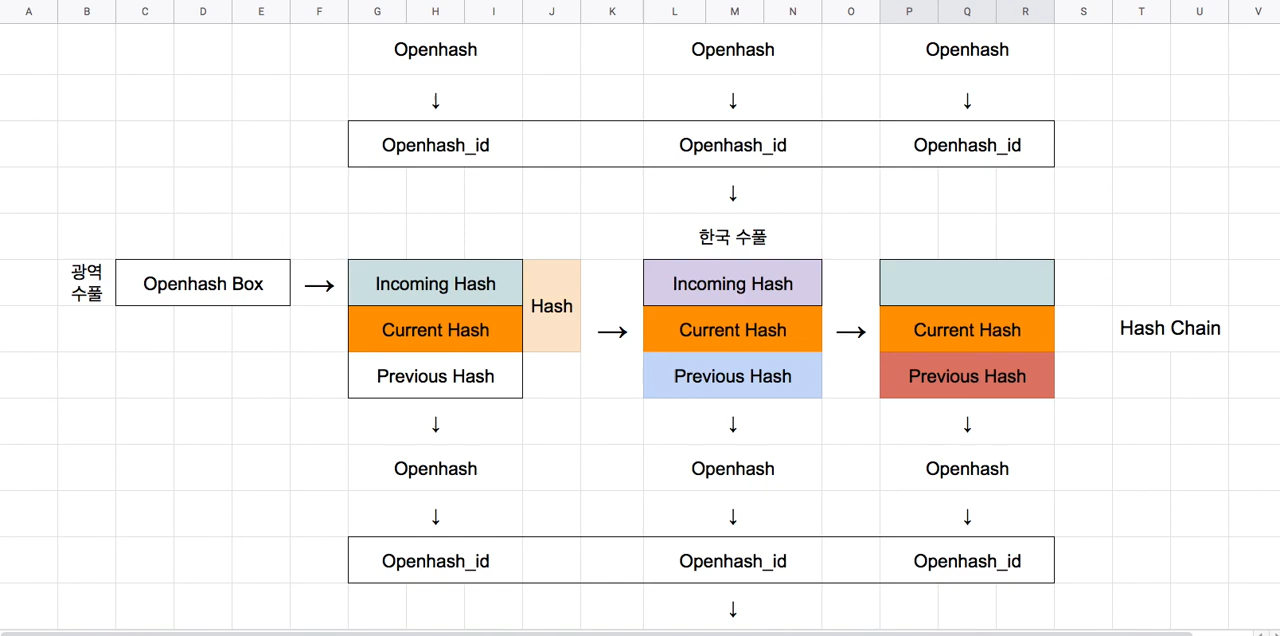 A B C D E F G H I J K L M N O P Q R S T U V
Openhash Openhash Openhash
↓ ↓ ↓
Openhash_id Openhash_id Openhash_id
↓
한국 수풀
광역
수풀
Openhash Box → Incoming Hash Hash Incoming Hash
Current Hash → Current Hash → Current Hash Hash Chain
Previous Hash Previous Hash Previous Hash
↓ ↓ ↓
Openhash Openhash Openhash
↓ ↓ ↓
Openhash_id Openhash_id Openhash_id
↓